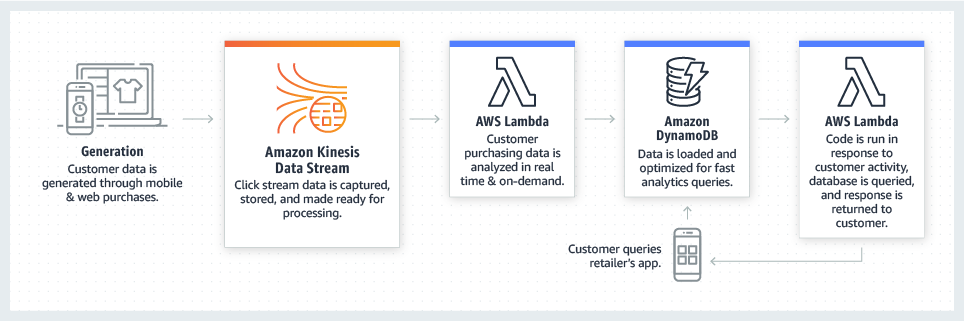 Generation
Customer data is
generated through mobile
& web purchases.
Amazon Kinesis
Data Stream
Click stream data is captured,
stored, and made ready for
processing.
AWS Lambda
Customer
purchasing data is
analyzed in real
time & on-demand.
Amazon
DynamoDB
Data is loaded and
optimized for fast
analytics queries.
AWS Lambda
Code is run in
response to
customer activity,
database is queried,
and response is
returned to
customer.
Customer queries
retailer's app.